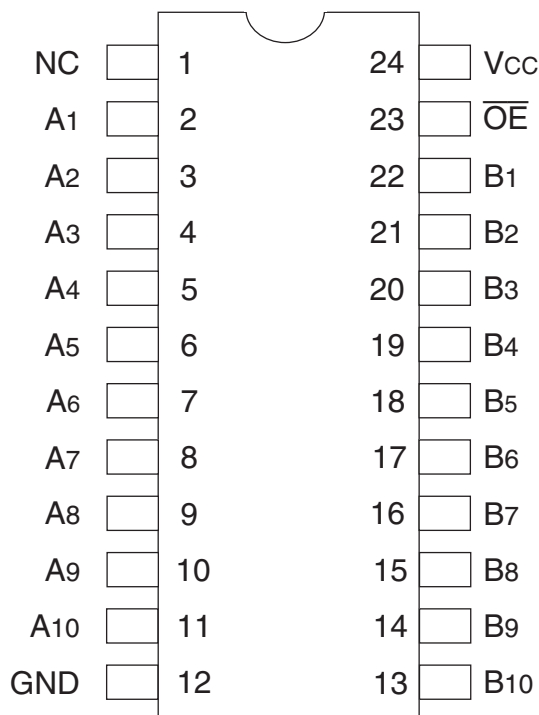 NC 1 24 VCC
A1 2 23 O̅E̅
A2 3 22 B1
A3 4 21 B2
A4 5 20 B3
A5 6 19 B4
A6 7 18 B5
A7 8 17 B6
A8 9 16 B7
A9 10 15 B8
A10 11 14 B9
GND 12 13 B10